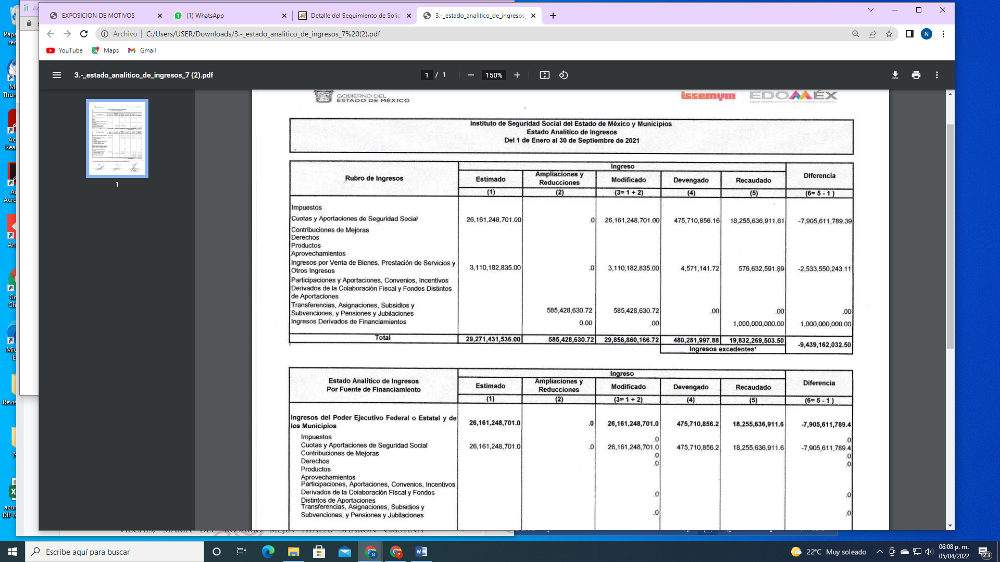 EXPOSICION DE MOTIVOS
(1) WhatsApp
Detalle del Seguimiento de Solic
3.-_estado_analitico_de_ingresos_
Archivo | C:/Users/USER/Downloads/3.-_estado_analitico_de_ingresos_7%20(2).pdf
N
YouTube Maps Gmail
3.-_estado_analitico_de_ingresos_7 (2).pdf
1 / 1
150%
1
GOBIERNO DEL
ESTADO DE MÉXICO
issemym
EDOMÉX
Instituto de Seguridad Social del Estado de México y Municipios
Estado Analitico de Ingresos
Del 1 de Enero al 30 de Septiembre de 2021
Rubro de Ingresos
Ingreso
Estimado Ampliaciones y Reducciones Modificado Devengado Recaudado Diferencia
(1) (2) (3= 1 + 2) (4) (5) (6= 5 - 1 )
Impuestos
Cuotas y Aportaciones de Seguridad Social 26,161,248,701.00 .0 26,161,248,701.00 475,710,856.16 18,255,636,911.61 -7,905,611,789.39
Contribuciones de Mejoras
Derechos
Productos
Aprovechamientos
Ingresos por Venta de Bienes, Prestación de Servicios y
Otros Ingresos 3,110,182,835.00 .0 3,110,182,835.00 4,571,141.72 576,632,591.89 -2,533,550,243.11
Participaciones y Aportaciones, Convenios, Incentivos
Derivados de la Colaboración Fiscal y Fondos Distintos
de Aportaciones
Transferencias, Asignaciones, Subsidios y
Subvenciones, y Pensiones y Jubilaciones 585,428,630.72 585,428,630.72 .00 .00 .00
Ingresos Derivados de Financiamientos 0.00 .00 1,000,000,000.00 1,000,000,000.00
Total 29,271,431,536.00 585,428,630.72 29,856,860,166.72 480,281,997.88 19,832,269,503.50 -9,439,162,032.50
Ingresos excedentes¹
Estado Analítico de Ingresos
Por Fuente de Financiamiento
Ingreso
Estimado Ampliaciones y Reducciones Modificado Devengado Recaudado Diferencia
(1) (2) (3= 1 + 2) (4) (5) (6= 5 - 1 )
Ingresos del Poder Ejecutivo Federal o Estatal y de
los Municipios 26,161,248,701.0 .0 26,161,248,701.0 475,710,856.2 18,255,636,911.6 -7,905,611,789.4
Impuestos .0 .0
Cuotas y Aportaciones de Seguridad Social 26,161,248,701.0 .0 26,161,248,701.0 475,710,856.2 18,255,636,911.6 -7,905,611,789.4
Contribuciones de Mejoras .0 .0
Derechos .0 .0
Productos
Aprovechamientos
Participaciones, Aportaciones, Convenios, Incentivos
Derivados de la Colaboración Fiscal y Fondos .0 .0
Distintos de Aportaciones
Transferencias, Asignaciones, Subsidios y
Subvenciones, y Pensiones y Jubilaciones .0 .0
Escribe aquí para buscar
22°C Muy soleado
06:08 p. m.
05/04/2022
23